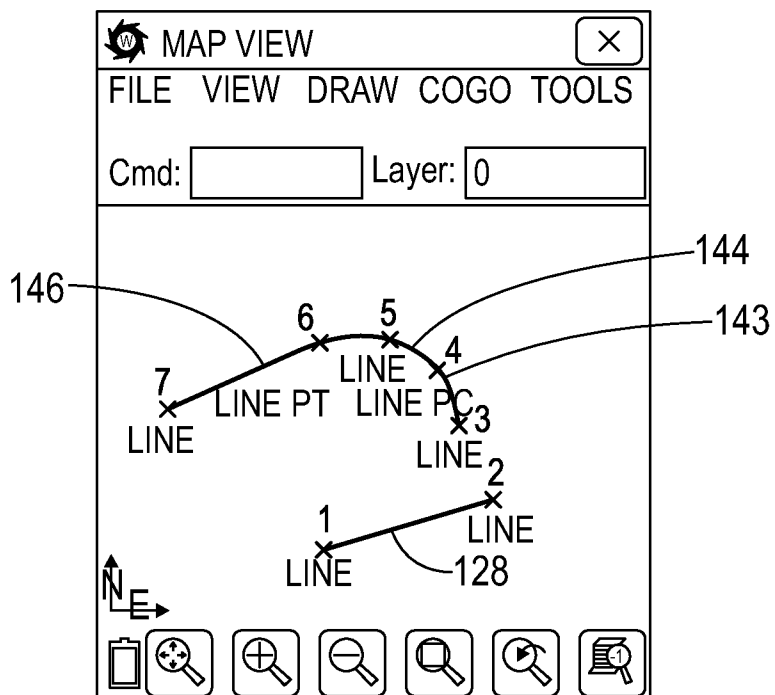 W MAP VIEW
FILE VIEW DRAW COGO TOOLS
Cmd: Layer: 0
144
146
143
6 5
4
LINE
7
LINE PT LINE PC
3
LINE
LINE
2
1
LINE
LINE
128
N
E
-1